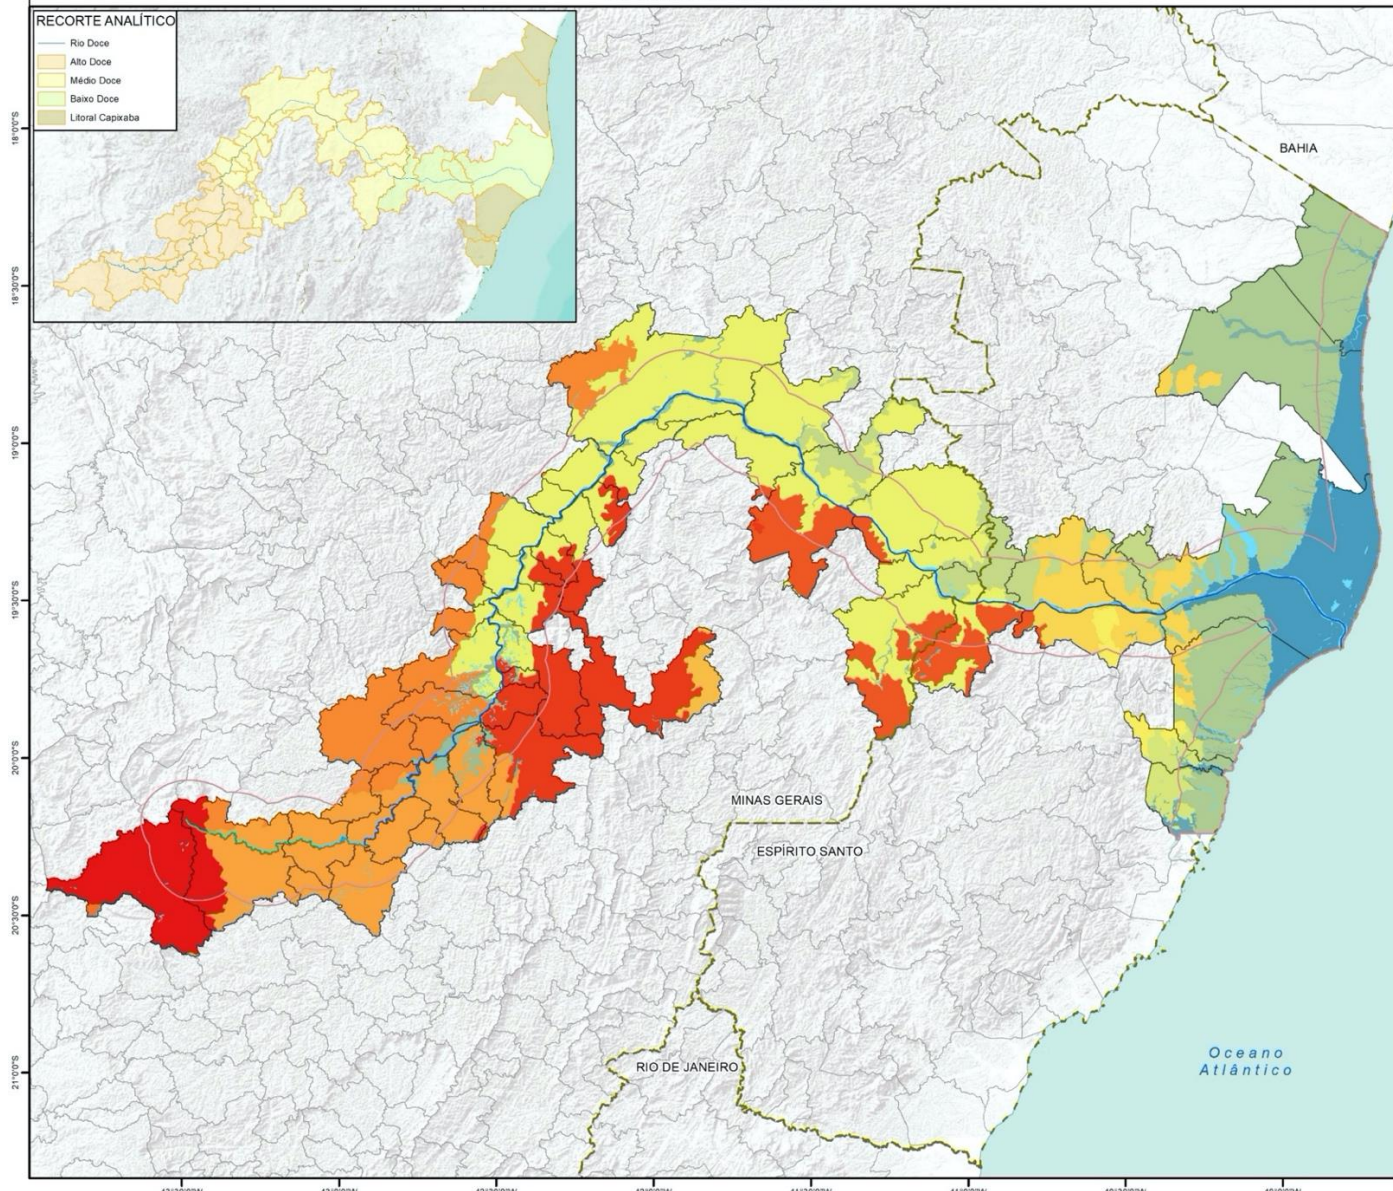 RECORTE ANALÍTICO
Rio Doce
Alto Doce
Médio Doce
Baixo Doce
Litoral Capixaba
18°0'0"S
18°30'0"S
19°0'0"S
19°30'0"S
20°0'0"S
20°30'0"S
21°0'0"S
BAHIA
MINAS GERAIS
ESPÍRITO SANTO
RIO DE JANEIRO
Oceano
Atlântico